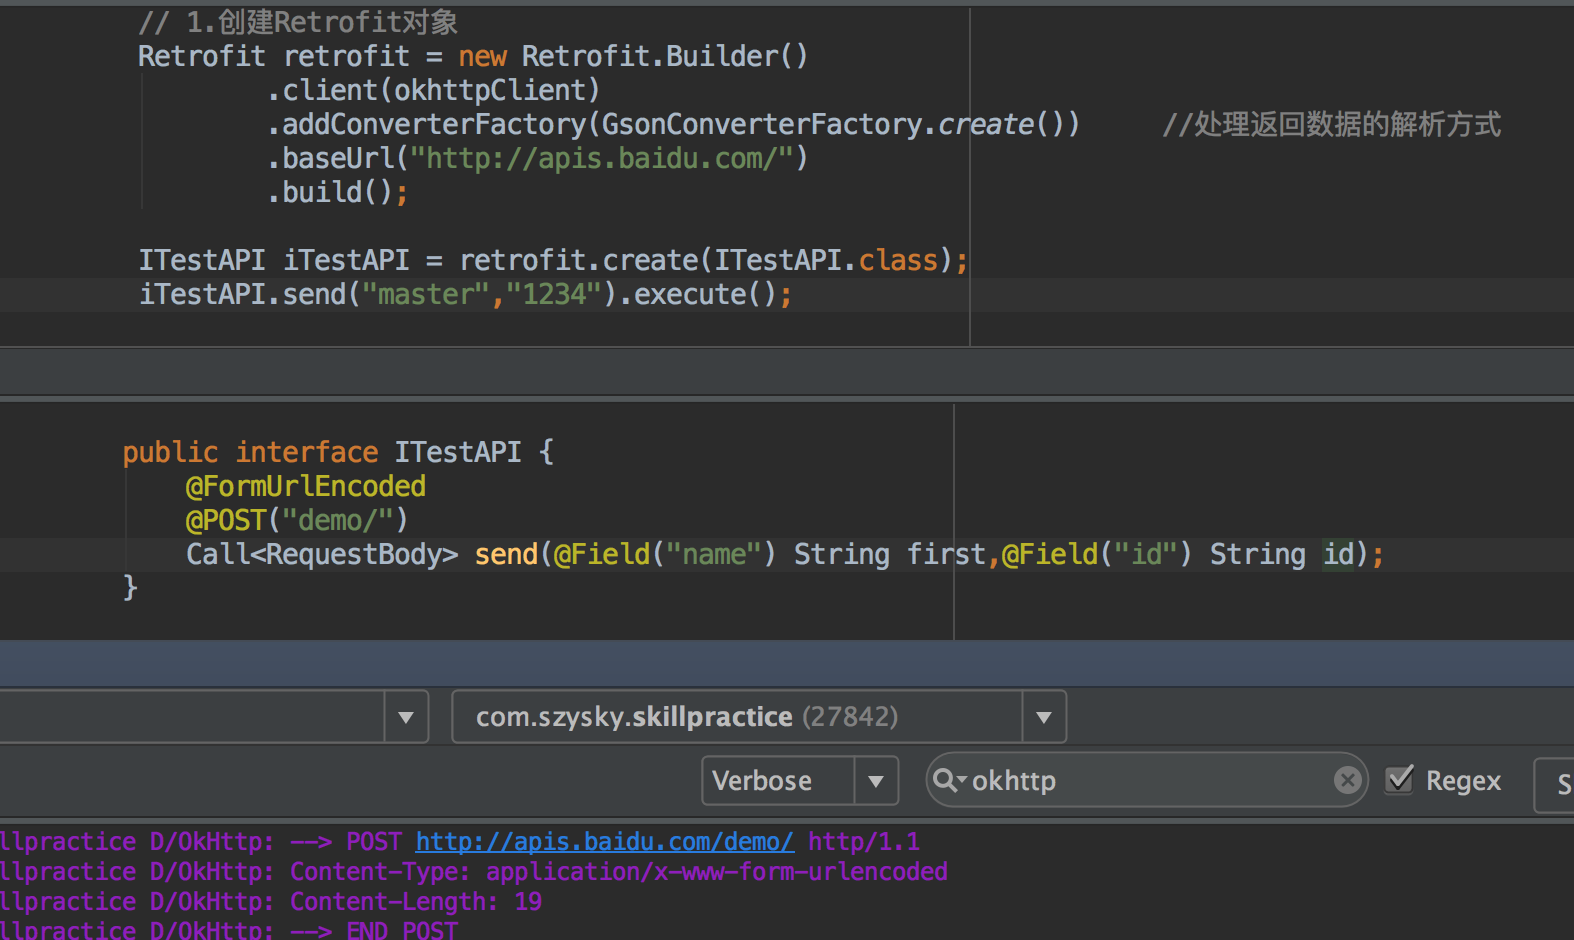 // 1.创建Retrofit对象
Retrofit retrofit = new Retrofit.Builder()
.client(okhttpClient)
.addConverterFactory(GsonConverterFactory.create()) //处理返回数据的解析方式
.baseUrl("http://apis.baidu.com/")
.build();
ITestAPI iTestAPI = retrofit.create(ITestAPI.class);
iTestAPI.send("master","1234").execute();
public interface ITestAPI {
@FormUrlEncoded
@POST("demo/")
Call<RequestBody> send(@Field("name") String first,@Field("id") String id);
}
com.szysky.skillpractice (27842)
Verbose okhttp Regex S
llpractice D/OkHttp: --> POST http://apis.baidu.com/demo/ http/1.1
llpractice D/OkHttp: Content-Type: application/x-www-form-urlencoded
llpractice D/OkHttp: Content-Length: 19
llpractice D/OkHttp: --> END POST